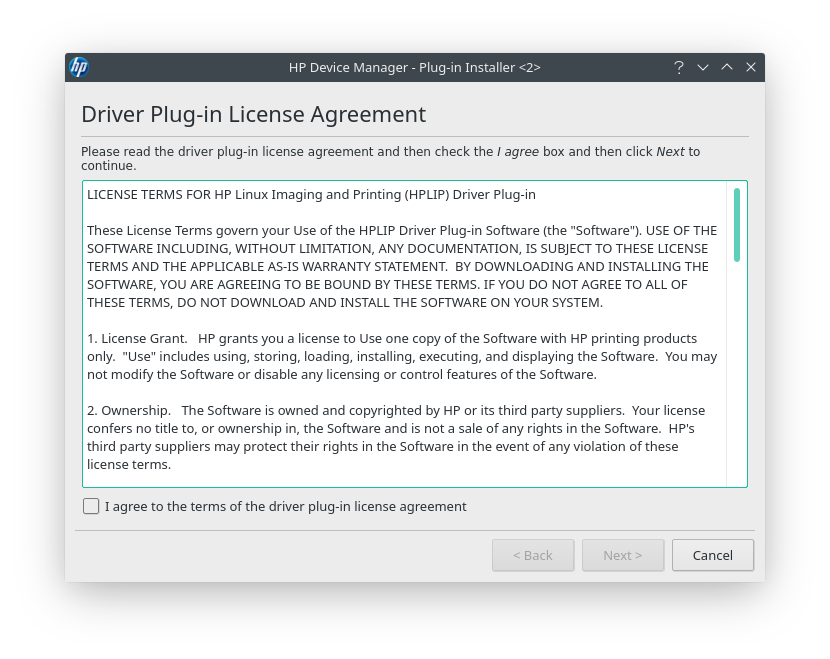 hp
HP Device Manager - Plug-in Installer <2>
Driver Plug-in License Agreement
Please read the driver plug-in license agreement and then check the I agree box and then click Next to
continue.
LICENSE TERMS FOR HP Linux Imaging and Printing (HPLIP) Driver Plug-in
These License Terms govern your Use of the HPLIP Driver Plug-in Software (the "Software"). USE OF THE
SOFTWARE INCLUDING, WITHOUT LIMITATION, ANY DOCUMENTATION, IS SUBJECT TO THESE LICENSE
TERMS AND THE APPLICABLE AS-IS WARRANTY STATEMENT.  BY DOWNLOADING AND INSTALLING THE
SOFTWARE, YOU ARE AGREEING TO BE BOUND BY THESE TERMS. IF YOU DO NOT AGREE TO ALL OF
THESE TERMS, DO NOT DOWNLOAD AND INSTALL THE SOFTWARE ON YOUR SYSTEM.
1. License Grant.   HP grants you a license to Use one copy of the Software with HP printing products
only.  "Use" includes using, storing, loading, installing, executing, and displaying the Software.  You may
not modify the Software or disable any licensing or control features of the Software.
2. Ownership.   The Software is owned and copyrighted by HP or its third party suppliers.  Your license
confers no title to, or ownership in, the Software and is not a sale of any rights in the Software.  HP's
third party suppliers may protect their rights in the Software in the event of any violation of these
license terms.
I agree to the terms of the driver plug-in license agreement
< Back
Next >
Cancel